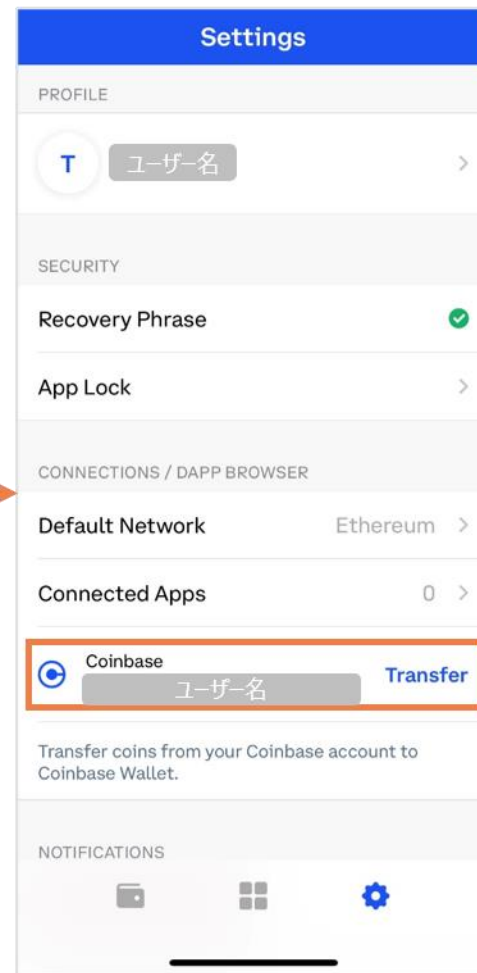 Settings
PROFILE
T ユーザー名
SECURITY
Recovery Phrase
App Lock
CONNECTIONS / DAPP BROWSER
Default Network Ethereum
Connected Apps 0
Coinbase
ユーザー名
Transfer
Transfer coins from your Coinbase account to
Coinbase Wallet.
NOTIFICATIONS